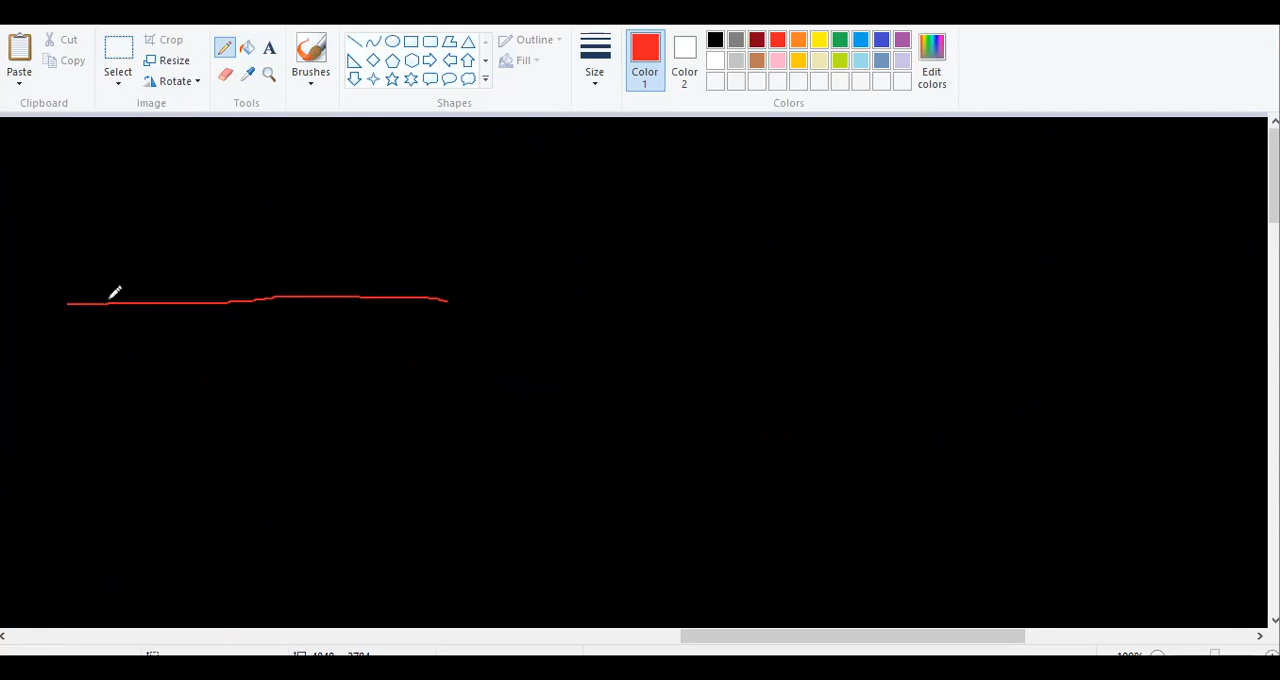 Cut
Copy
Paste
Clipboard
Crop
Resize
Rotate
Select
Image
A
Tools
Brushes
Outline
Fill
Shapes
Size
Color 1
Color 2
Edit colors
Colors